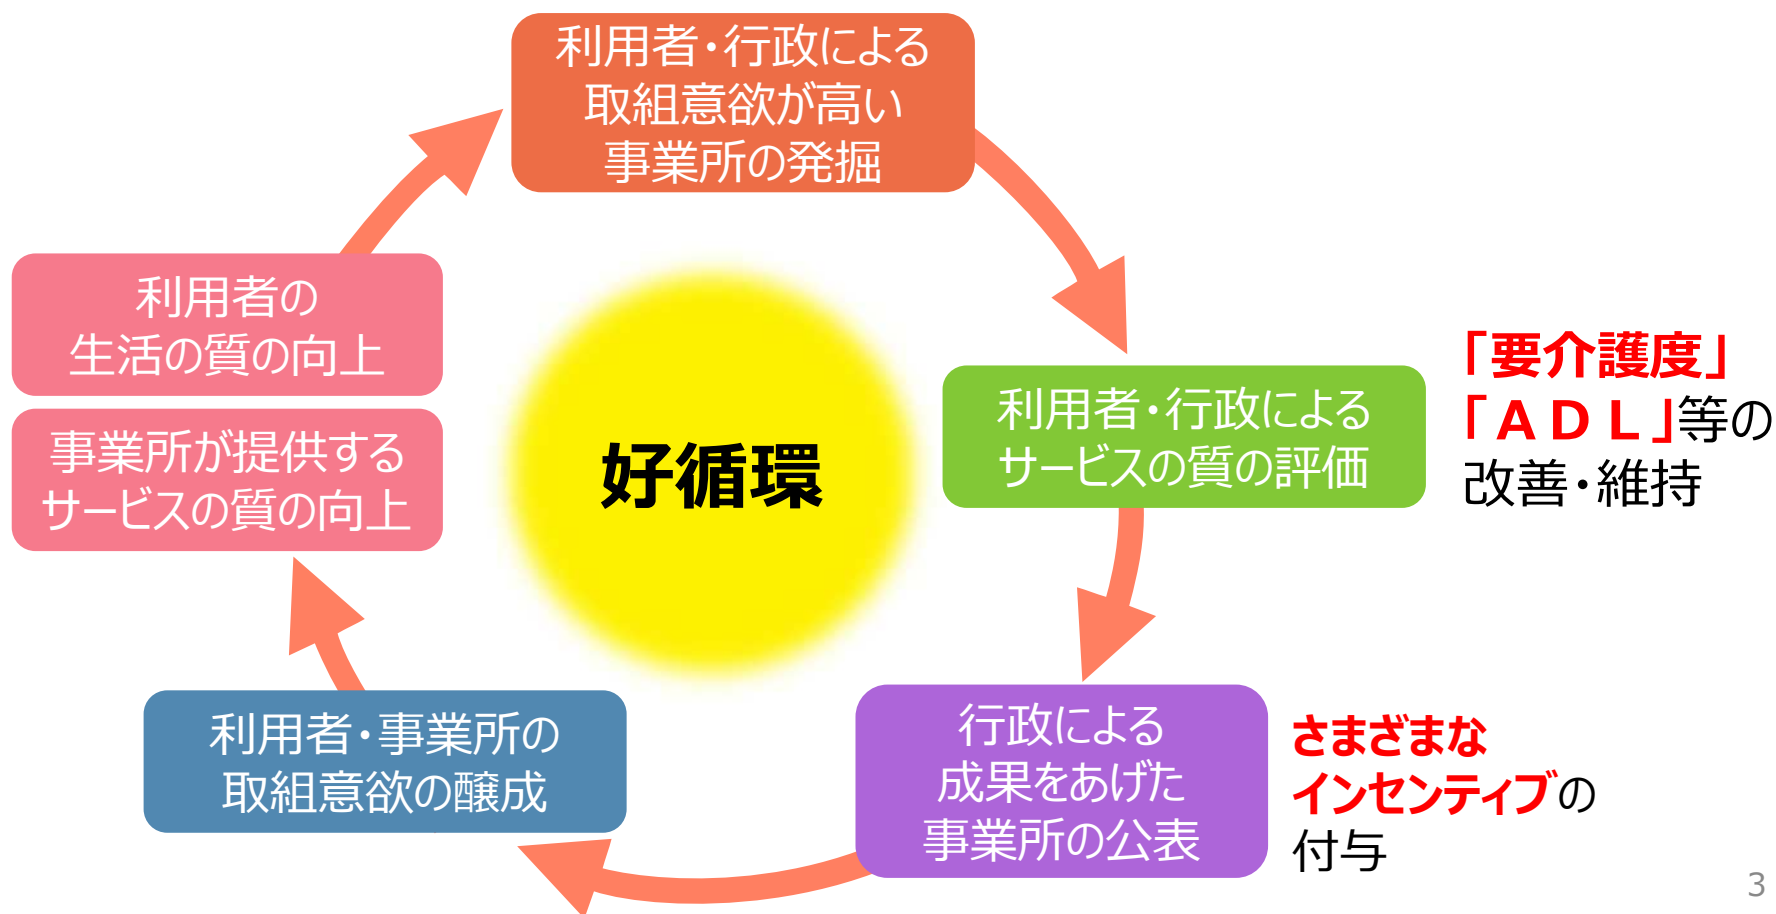 利用者・行政による
取組意欲が高い
事業所の発掘
利用者の
生活の質の向上
事業所が提供する
サービスの質の向上
好循環
利用者・行政による
サービスの質の評価
「要介護度」
「ＡＤＬ」等の
改善・維持
利用者・事業所の
取組意欲の醸成
行政による
成果をあげた
事業所の公表
さまざまな
インセンティブの
付与
3